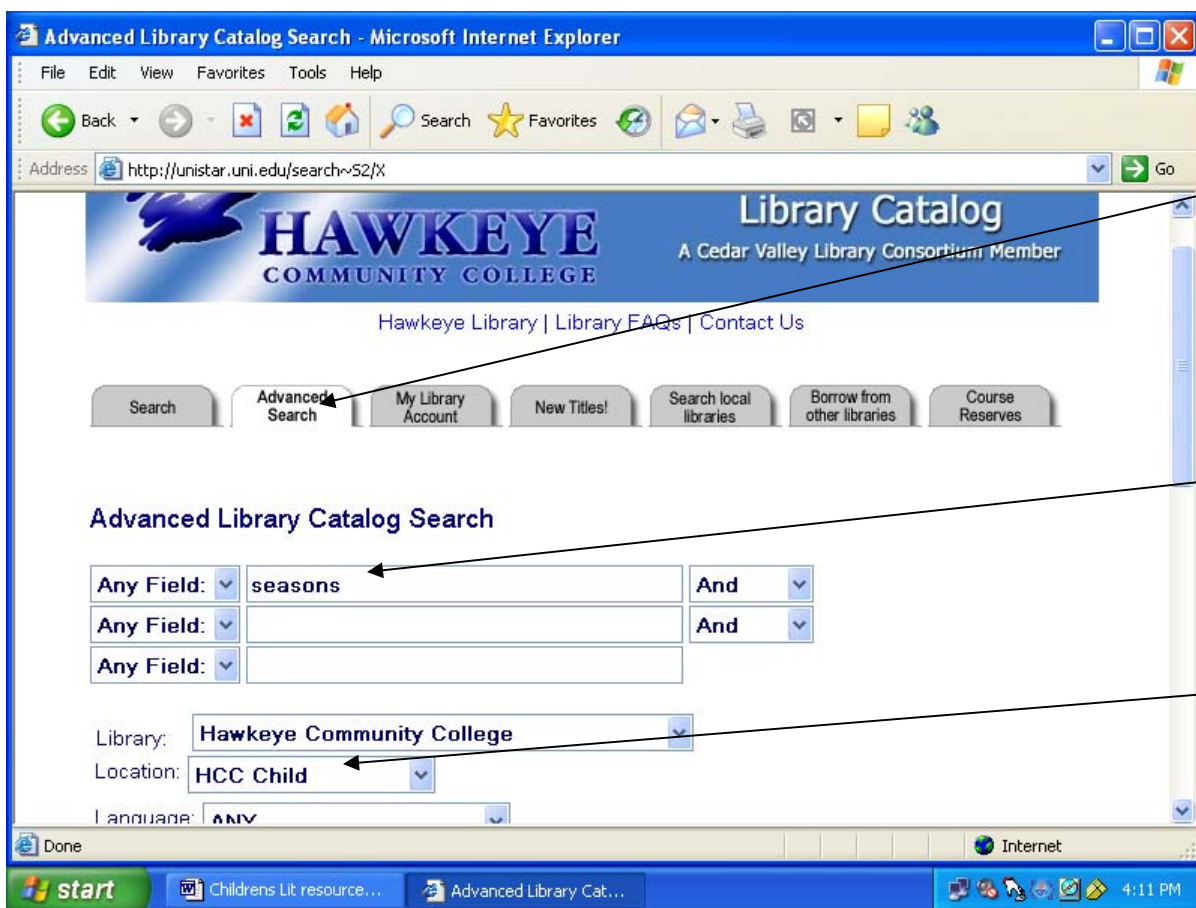 Advanced Library Catalog Search - Microsoft Internet Explorer
File Edit View Favorites Tools Help
Back Search Favorites
Address http://unistar.uni.edu/search~S2/X Go
HAWKEYE
COMMUNITY COLLEGE
Library Catalog
A Cedar Valley Library Consortium Member
Hawkeye Library | Library FAQs | Contact Us
Search
Advanced
Search
My Library
Account
New Titles!
Search local
libraries
Borrow from
other libraries
Course
Reserves
Advanced Library Catalog Search
Any Field: seasons And
Any Field: And
Any Field:
Library: Hawkeye Community College
Location: HCC Child
Language: ANY
Done Internet
start Childrens Lit resource... Advanced Library Cat... 4:11 PM